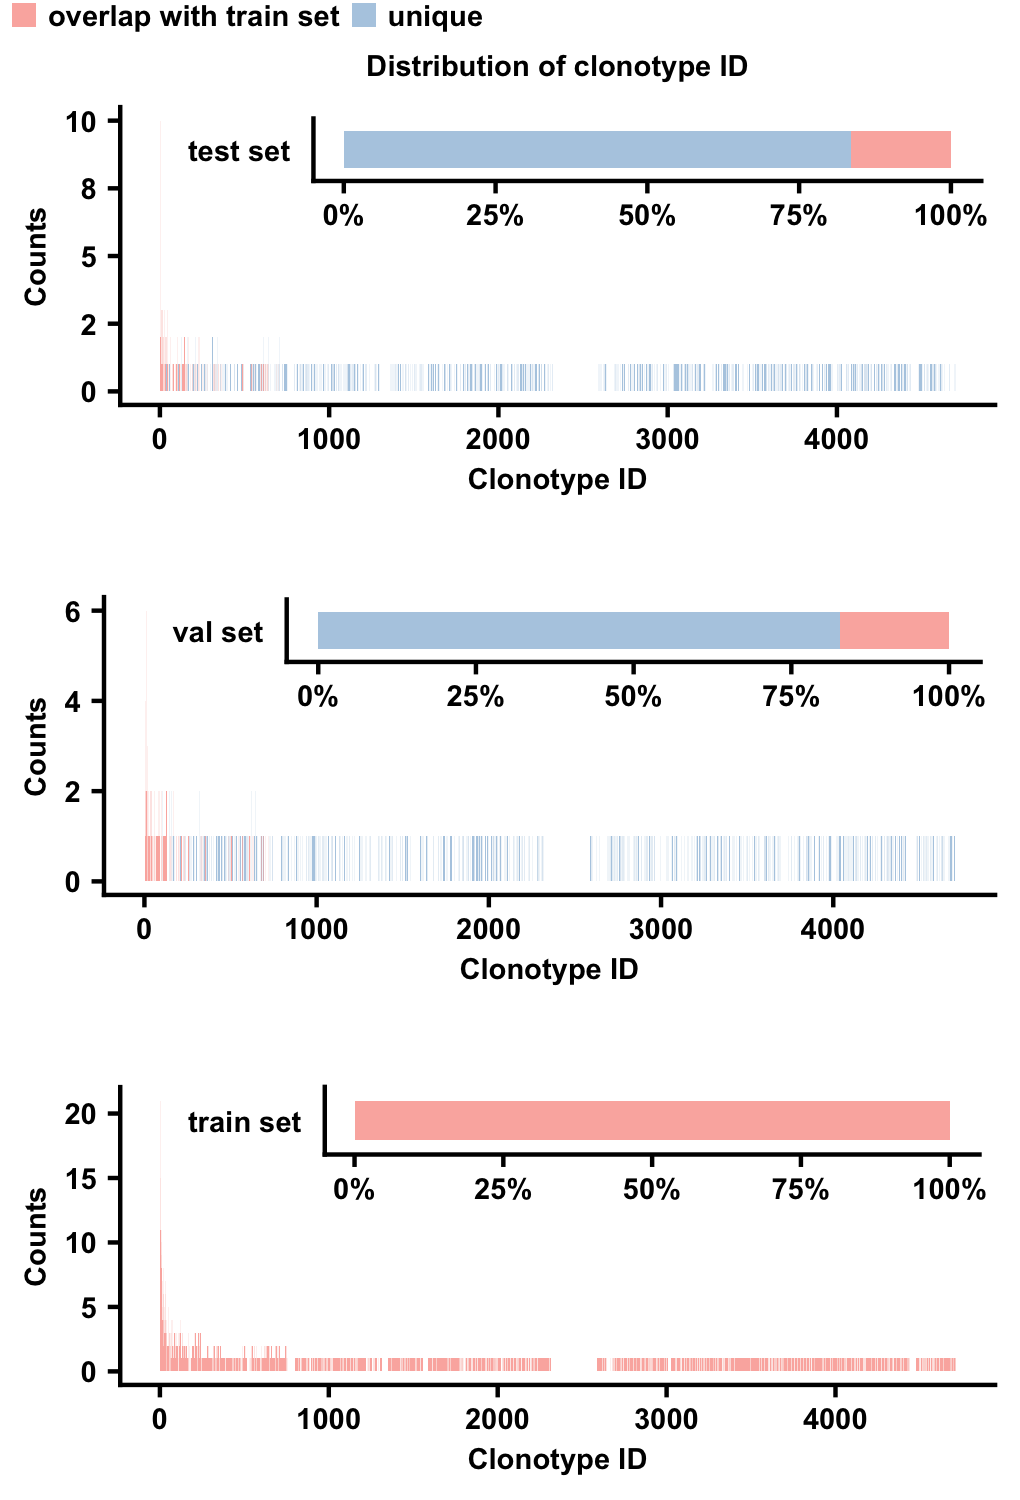 overlap with train set unique
Distribution of clonotype ID
10
8
5
2
0
Counts
test set
0% 25% 50% 75% 100%
0 1000 2000 3000 4000
Clonotype ID
6
4
2
0
Counts
val set
0% 25% 50% 75% 100%
0 1000 2000 3000 4000
Clonotype ID
20
15
10
5
0
Counts
train set
0% 25% 50% 75% 100%
0 1000 2000 3000 4000
Clonotype ID